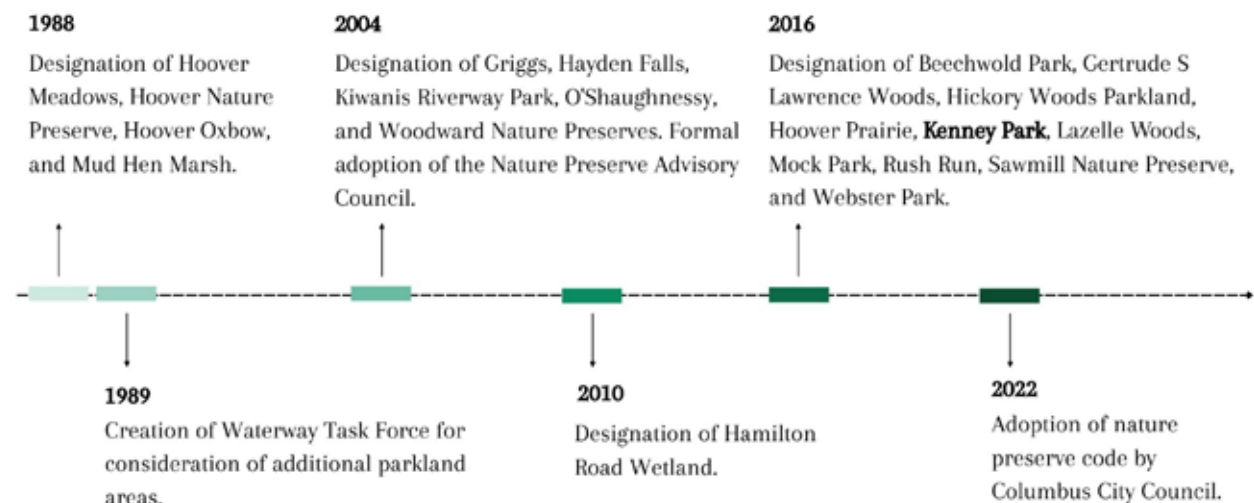 1988
Designation of Hoover
Meadows, Hoover Nature
Preserve, Hoover Oxbow,
and Mud Hen Marsh.
2004
Designation of Griggs, Hayden Falls,
Kiwanis Riverway Park, O'Shaughnessy,
and Woodward Nature Preserves. Formal
adoption of the Nature Preserve Advisory
Council.
2016
Designation of Beechwold Park, Gertrude S
Lawrence Woods, Hickory Woods Parkland,
Hoover Prairie, Kenney Park, Lazelle Woods,
Mock Park, Rush Run, Sawmill Nature Preserve,
and Webster Park.
1989
Creation of Waterway Task Force for
consideration of additional parkland
areas.
2010
Designation of Hamilton
Road Wetland.
2022
Adoption of nature
preserve code by
Columbus City Council.